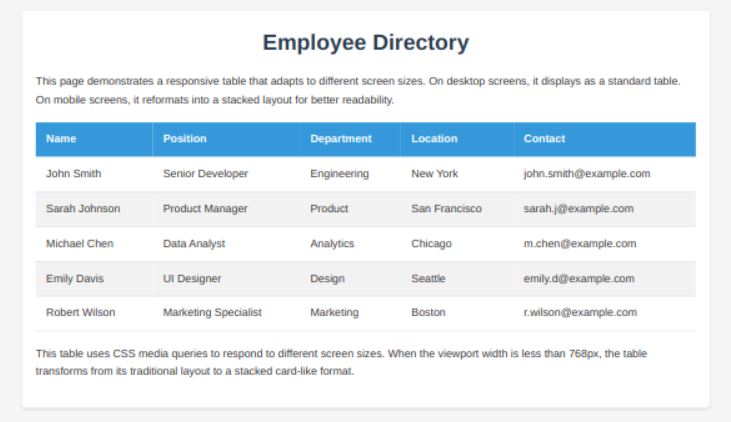 Employee Directory
This page demonstrates a responsive table that adapts to different screen sizes. On desktop screens, it displays as a standard table.
On mobile screens, it reformats into a stacked layout for better readability.
Name Position Department Location Contact
John Smith Senior Developer Engineering New York john.smith@example.com
Sarah Johnson Product Manager Product San Francisco sarah.j@example.com
Michael Chen Data Analyst Analytics Chicago m.chen@example.com
Emily Davis UI Designer Design Seattle emily.d@example.com
Robert Wilson Marketing Specialist Marketing Boston r.wilson@example.com
This table uses CSS media queries to respond to different screen sizes. When the viewport width is less than 768px, the table
transforms from its traditional layout to a stacked card-like format.